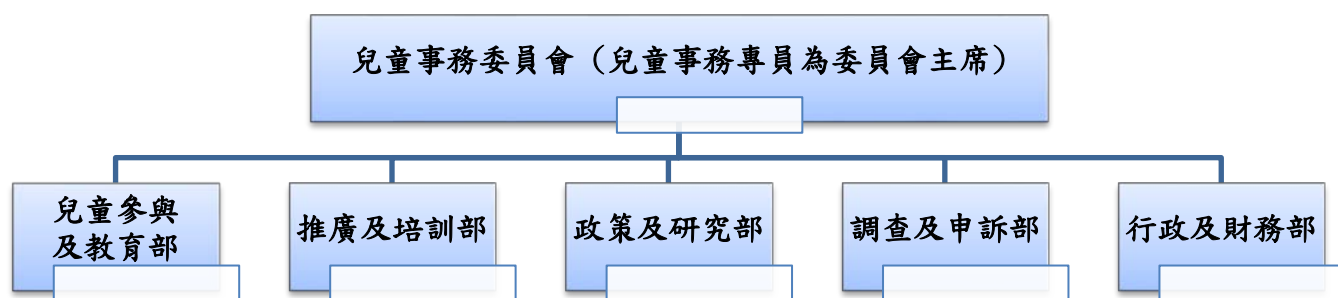 兒童事務委員會（兒童事務專員為委員會主席）
兒童參與
及教育部
推廣及培訓部
政策及研究部
調查及申訴部
行政及財務部